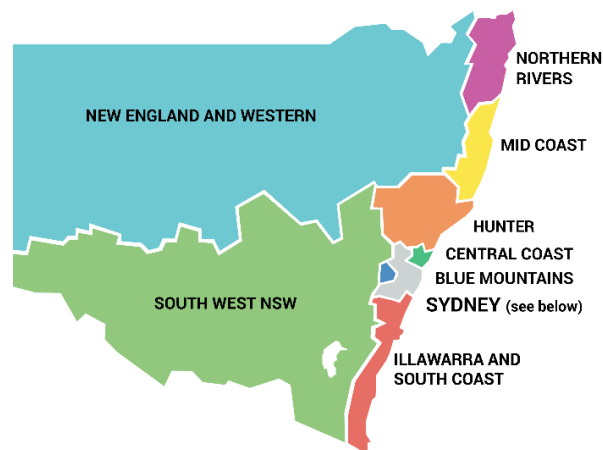 NORTHERN
RIVERS
NEW ENGLAND AND WESTERN
MID COAST
HUNTER
CENTRAL COAST
BLUE MOUNTAINS
SOUTH WEST NSW
SYDNEY (see below)
ILLAWARRA AND
SOUTH COAST